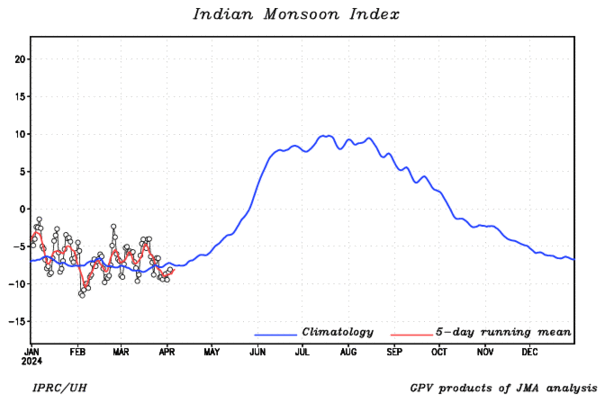 Indian Monsoon Index
20
15
10
5
0
-5
-10
-15
Climatology 5-day running mean
JAN FEB MAR APR MAY JUN JUL AUG SEP OCT NOV DEC
2024
IPRC/UH GPV products of JMA analysis